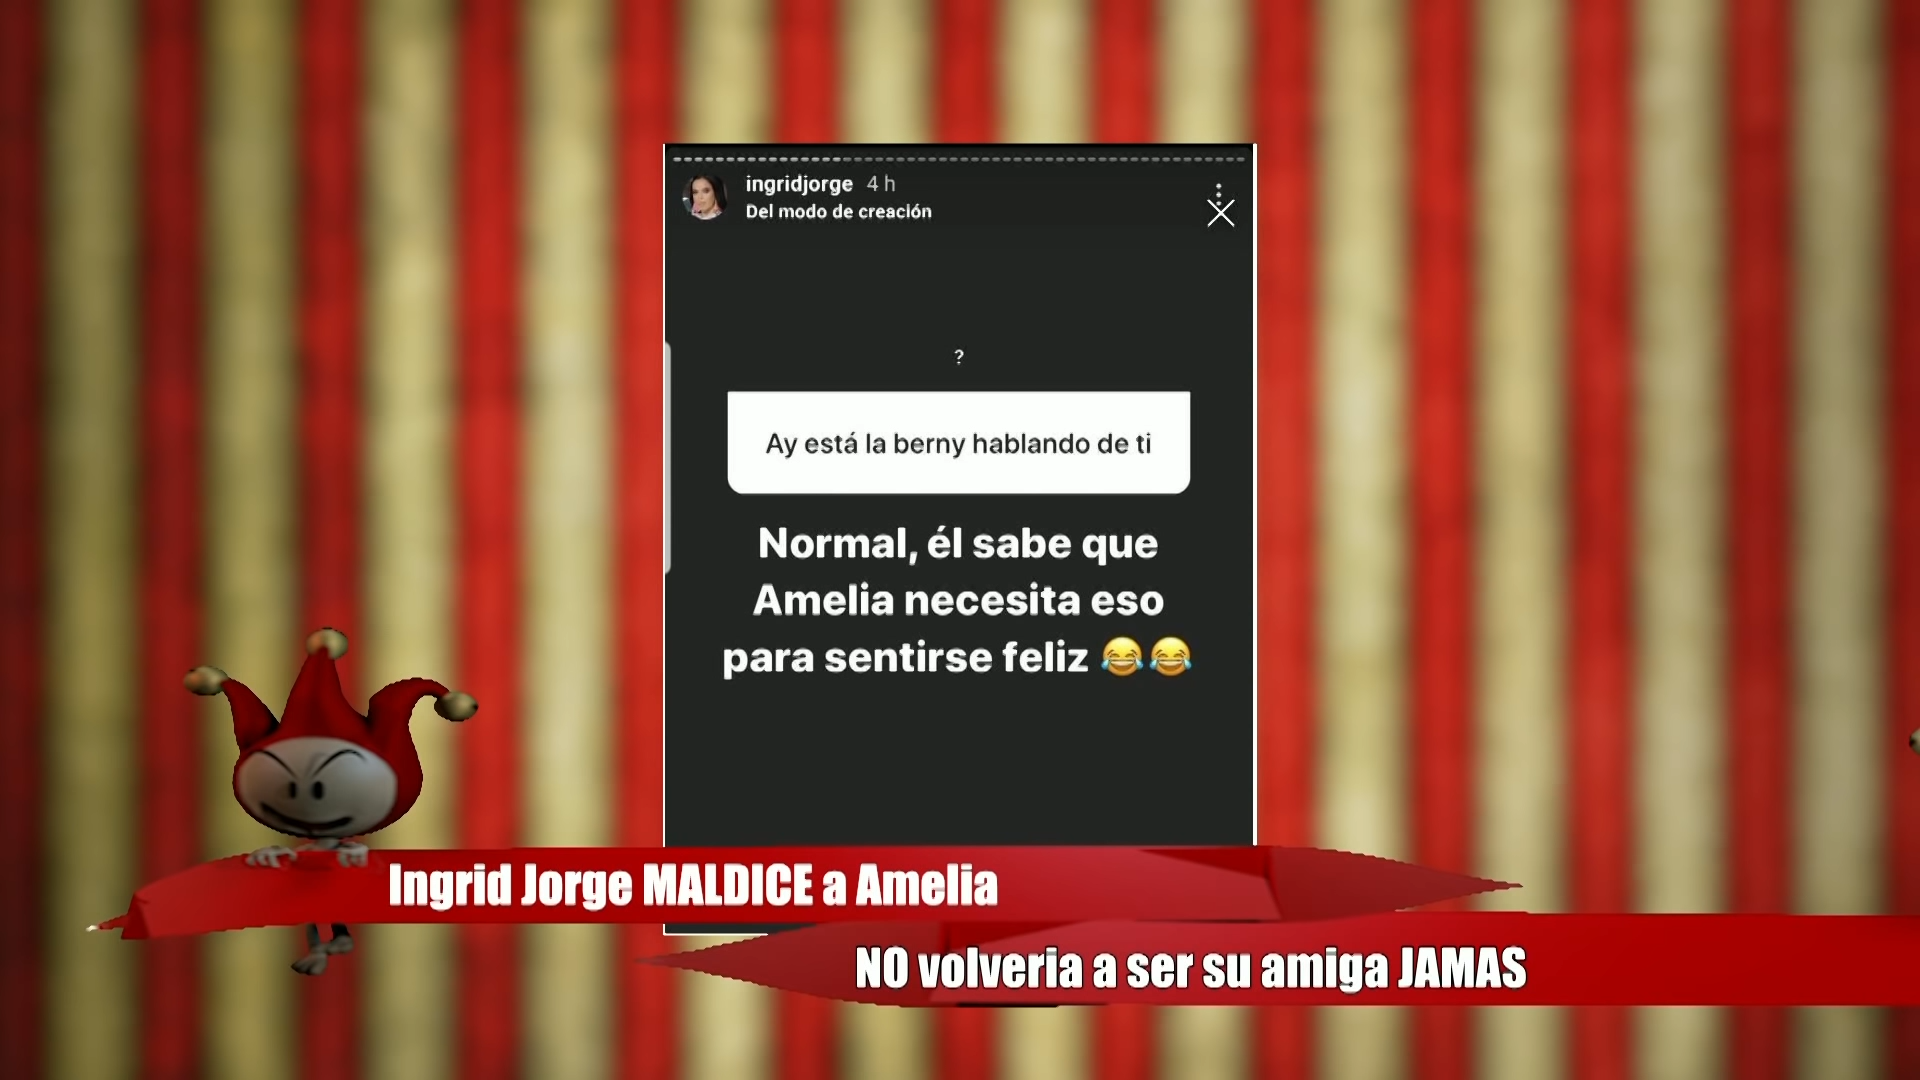 ingridjorge 4 h
Del modo de creación
?
Ay está la berny hablando de ti
Normal, él sabe que
Amelia necesita eso
para sentirse feliz 😂😂
Ingrid Jorge MALDICE a Amelia
NO volveria a ser su amiga JAMAS